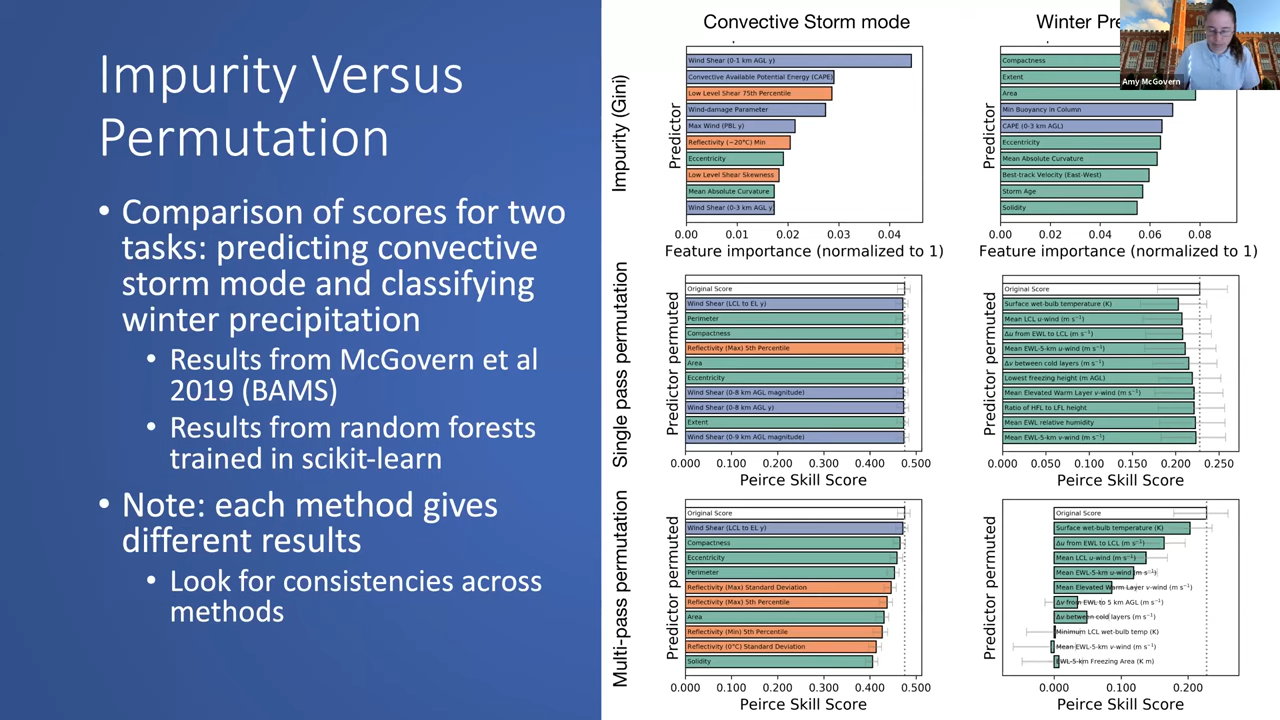 Impurity Versus
Permutation
• Comparison of scores for two
tasks: predicting convective
storm mode and classifying
winter precipitation
• Results from McGovern et al
2019 (BAMS)
• Results from random forests
trained in scikit-learn
• Note: each method gives
different results
• Look for consistencies across
methods
Convective Storm mode
Impurity (Gini)
Predictor
Wind Shear (0-1 km AGL y)
Convective Available Potential Energy (CAPE)
Low Level Shear 75th Percentile
Wind-damage Parameter
Max Wind (PBL y)
Reflectivity (−20°C) Min
Eccentricity
Low Level Shear Skewness
Mean Absolute Curvature
Wind Shear (0-3 km AGL y)
0.00 0.01 0.02 0.03 0.04
Feature importance (normalized to 1)
Winter Pre
Amy McGovern
Predictor
Compactness
Extent
Area
Min Buoyancy in Column
CAPE (0-3 km AGL)
Eccentricity
Mean Absolute Curvature
Best-track Velocity (East-West)
Storm Age
Solidity
0.00 0.02 0.04 0.06 0.08
Feature importance (normalized to 1)
Single pass permutation
Predictor permuted
Original Score
Wind Shear (LCL to EL y)
Perimeter
Compactness
Reflectivity (Max) 5th Percentile
Area
Eccentricity
Wind Shear (0-8 km AGL magnitude)
Wind Shear (0-8 km AGL y)
Extent
Wind Shear (0-9 km AGL magnitude)
0.000 0.100 0.200 0.300 0.400 0.500
Peirce Skill Score
Predictor permuted
Original Score
Surface wet-bulb temperature (K)
Mean LCL u-wind (m s⁻¹)
Δu from EWL to LCL (m s⁻¹)
Mean EWL-5-km u-wind (m s⁻¹)
Δv between cold layers (m s⁻¹)
Lowest freezing height (m AGL)
Mean Elevated Warm Layer v-wind (m s⁻¹)
Ratio of HFL to LFL height
Mean EWL relative humidity
Mean EWL-5-km v-wind (m s⁻¹)
0.000 0.050 0.100 0.150 0.200 0.250
Peirce Skill Score
Multi-pass permutation
Predictor permuted
Original Score
Wind Shear (LCL to EL y)
Compactness
Eccentricity
Perimeter
Reflectivity (Max) Standard Deviation
Reflectivity (Max) 5th Percentile
Area
Reflectivity (Min) 5th Percentile
Reflectivity (0°C) Standard Deviation
Solidity
0.000 0.100 0.200 0.300 0.400 0.500
Peirce Skill Score
Predictor permuted
Original Score
Surface wet-bulb temperature (K)
Δu from EWL to LCL (m s⁻¹)
Mean LCL u-wind (m s⁻¹)
Mean EWL-5-km u-wind (m s⁻¹)
Mean Elevated Warm Layer v-wind (m s⁻¹)
Δv from EWL to 5 km AGL (m s⁻¹)
Δv between cold layers (m s⁻¹)
Minimum LCL wet-bulb temp (K)
Mean EWL-5-km v-wind (m s⁻¹)
EWL-5-km Freezing Area (K m)
0.000 0.100 0.200
Peirce Skill Score